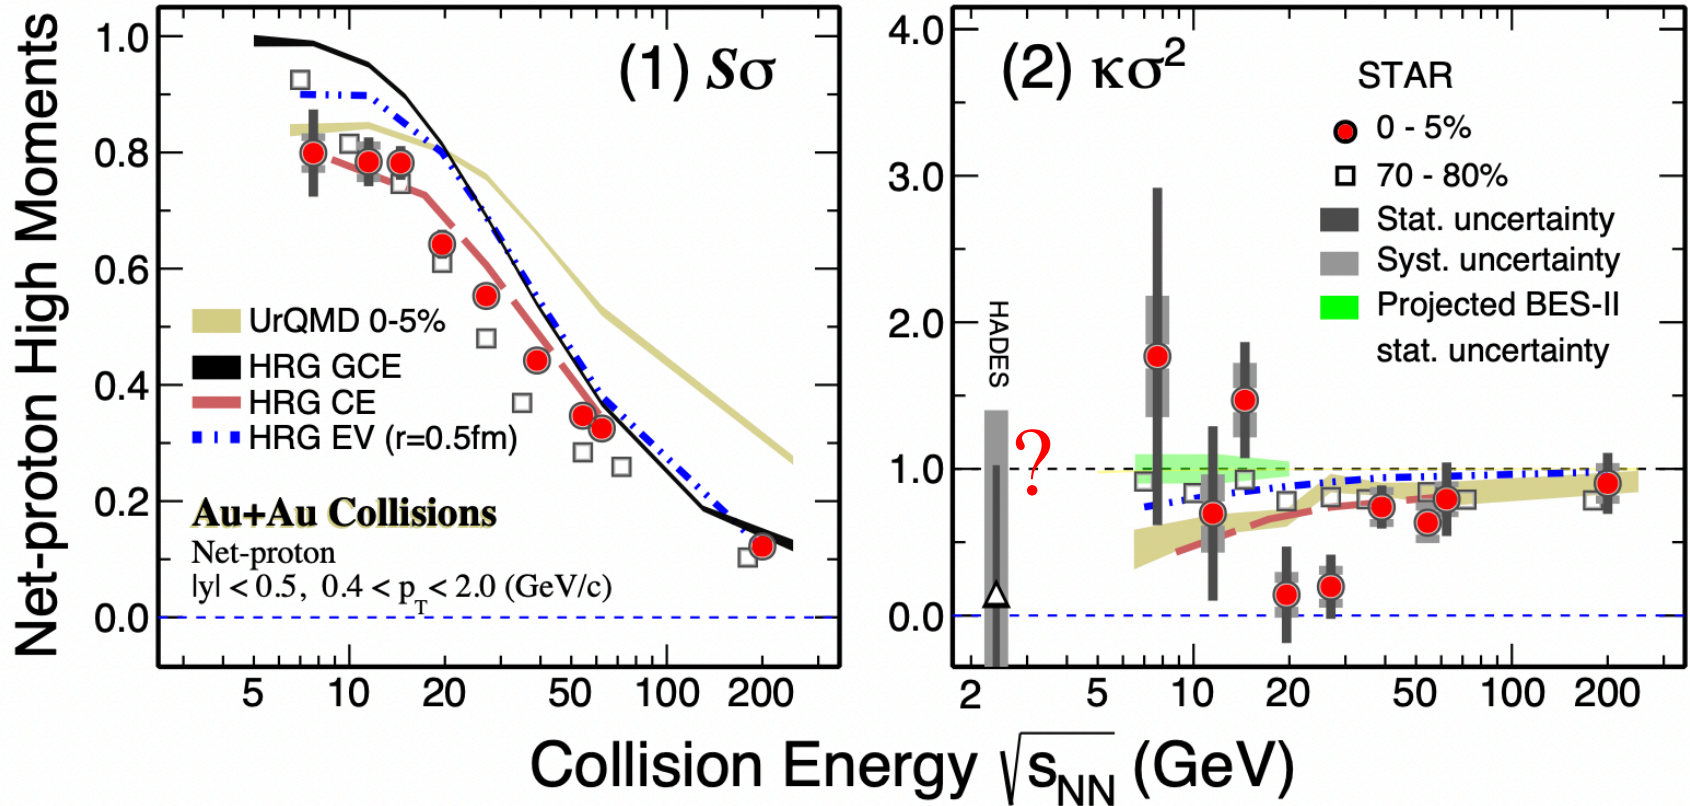 Net-proton High Moments
1.0
0.8
0.6
0.4
0.2
0.0
(1) Sσ
UrQMD 0-5%
HRG GCE
HRG CE
HRG EV (r=0.5fm)
Au+Au Collisions
Net-proton
|y| < 0.5, 0.4 < p_T < 2.0 (GeV/c)
5 10 20 50 100 200
4.0
3.0
2.0
1.0
0.0
(2) κσ²
STAR
0 - 5%
70 - 80%
Stat. uncertainty
Syst. uncertainty
Projected BES-II
stat. uncertainty
HADES
?
2 5 10 20 50 100 200
Collision Energy √s_NN (GeV)